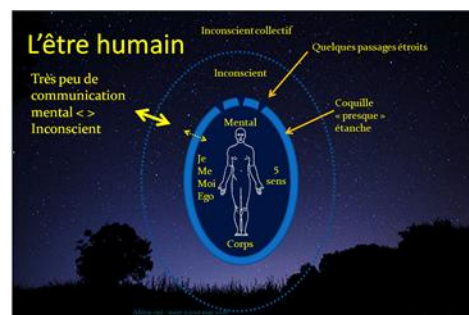 L'être humain
Inconscient collectif
Quelques passages étroits
Inconscient
Très peu de
communication
mental < >
Inconscient
Coquille
« presque »
étanche
Mental
Je
Me
Moi
Ego
5
sens
Corps